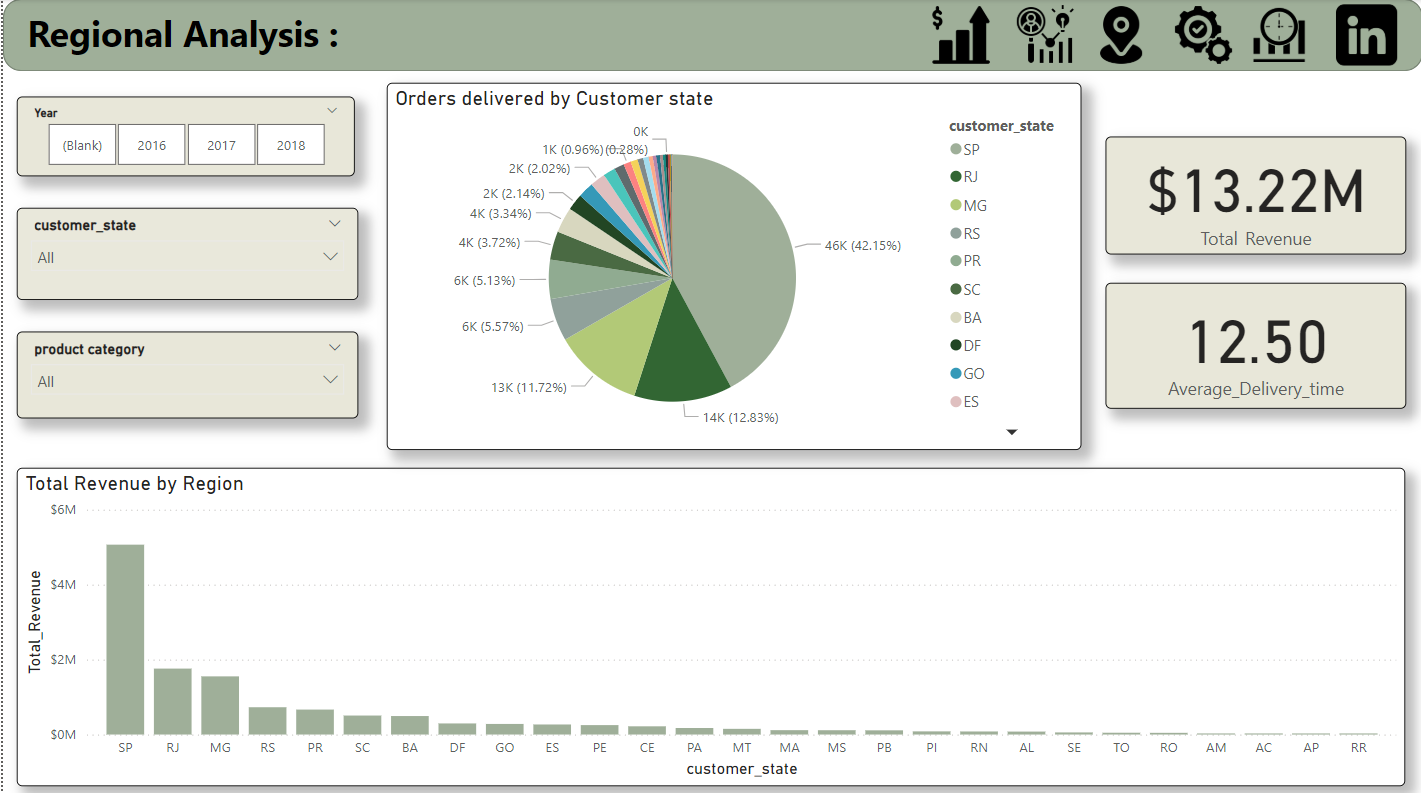 Regional Analysis :
$
in
Year
(Blank) 2016 2017 2018
customer_state
All
product category
All
Orders delivered by Customer state
0K
(0.28%)
1K (0.96%)
2K (2.02%)
2K (2.14%)
4K (3.34%)
4K (3.72%)
6K (5.13%)
6K (5.57%)
13K (11.72%)
14K (12.83%)
46K (42.15%)
customer_state
SP
RJ
MG
RS
PR
SC
BA
DF
GO
ES
$13.22M
Total_Revenue
12.50
Average_Delivery_time
Total Revenue by Region
Total_Revenue
$6M
$4M
$2M
$0M
SP RJ MG RS PR SC BA DF GO ES PE CE PA MT MA MS PB PI RN AL SE TO RO AM AC AP RR
customer_state